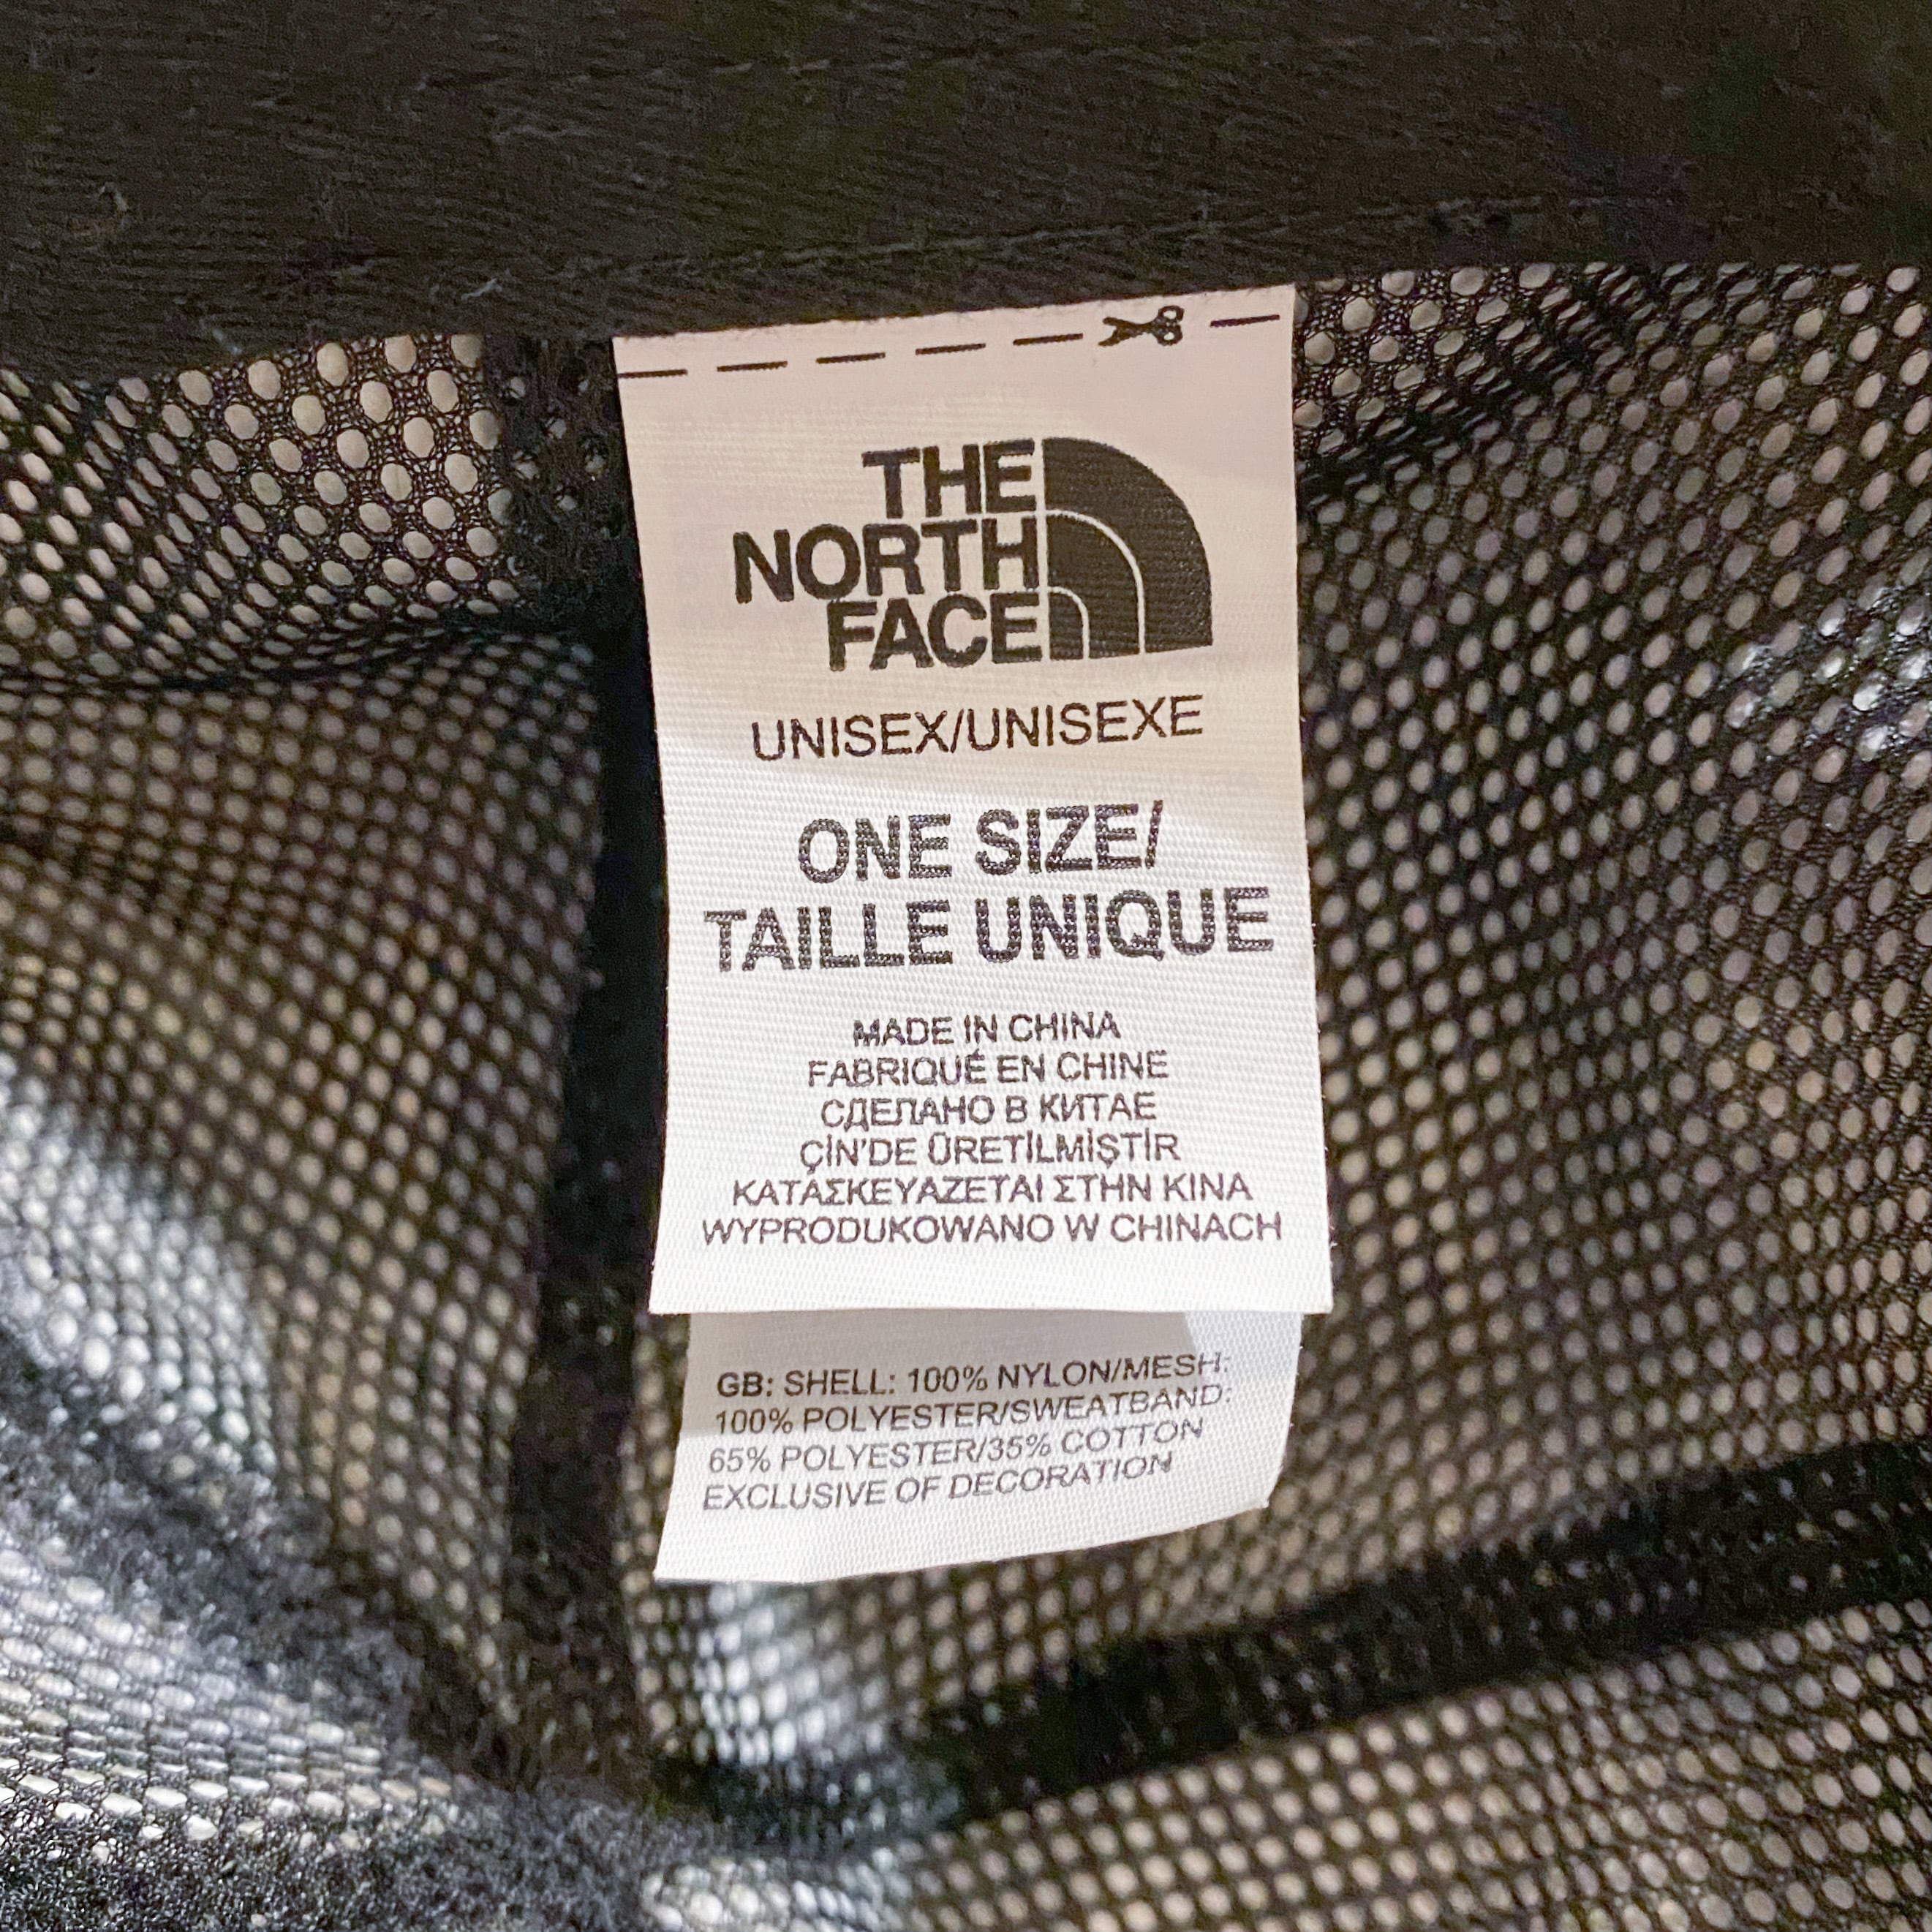 THE
NORTH
FACE
UNISEX/UNISEXE
ONE SIZE/
TAILLE UNIQUE
MADE IN CHINA
FABRIQUÉ EN CHINE
СДЕЛАНО В КИТАЕ
ÇİN'DE ÜRETİLMİŞTİR
ΚΑΤΑΣΚΕΥΑΖΕΤΑΙ ΣΤΗΝ ΚΙΝΑ
WYPRODUKOWANO W CHINACH
GB: SHELL: 100% NYLON/MESH:
100% POLYESTER/SWEATBAND:
65% POLYESTER/35% COTTON
EXCLUSIVE OF DECORATION